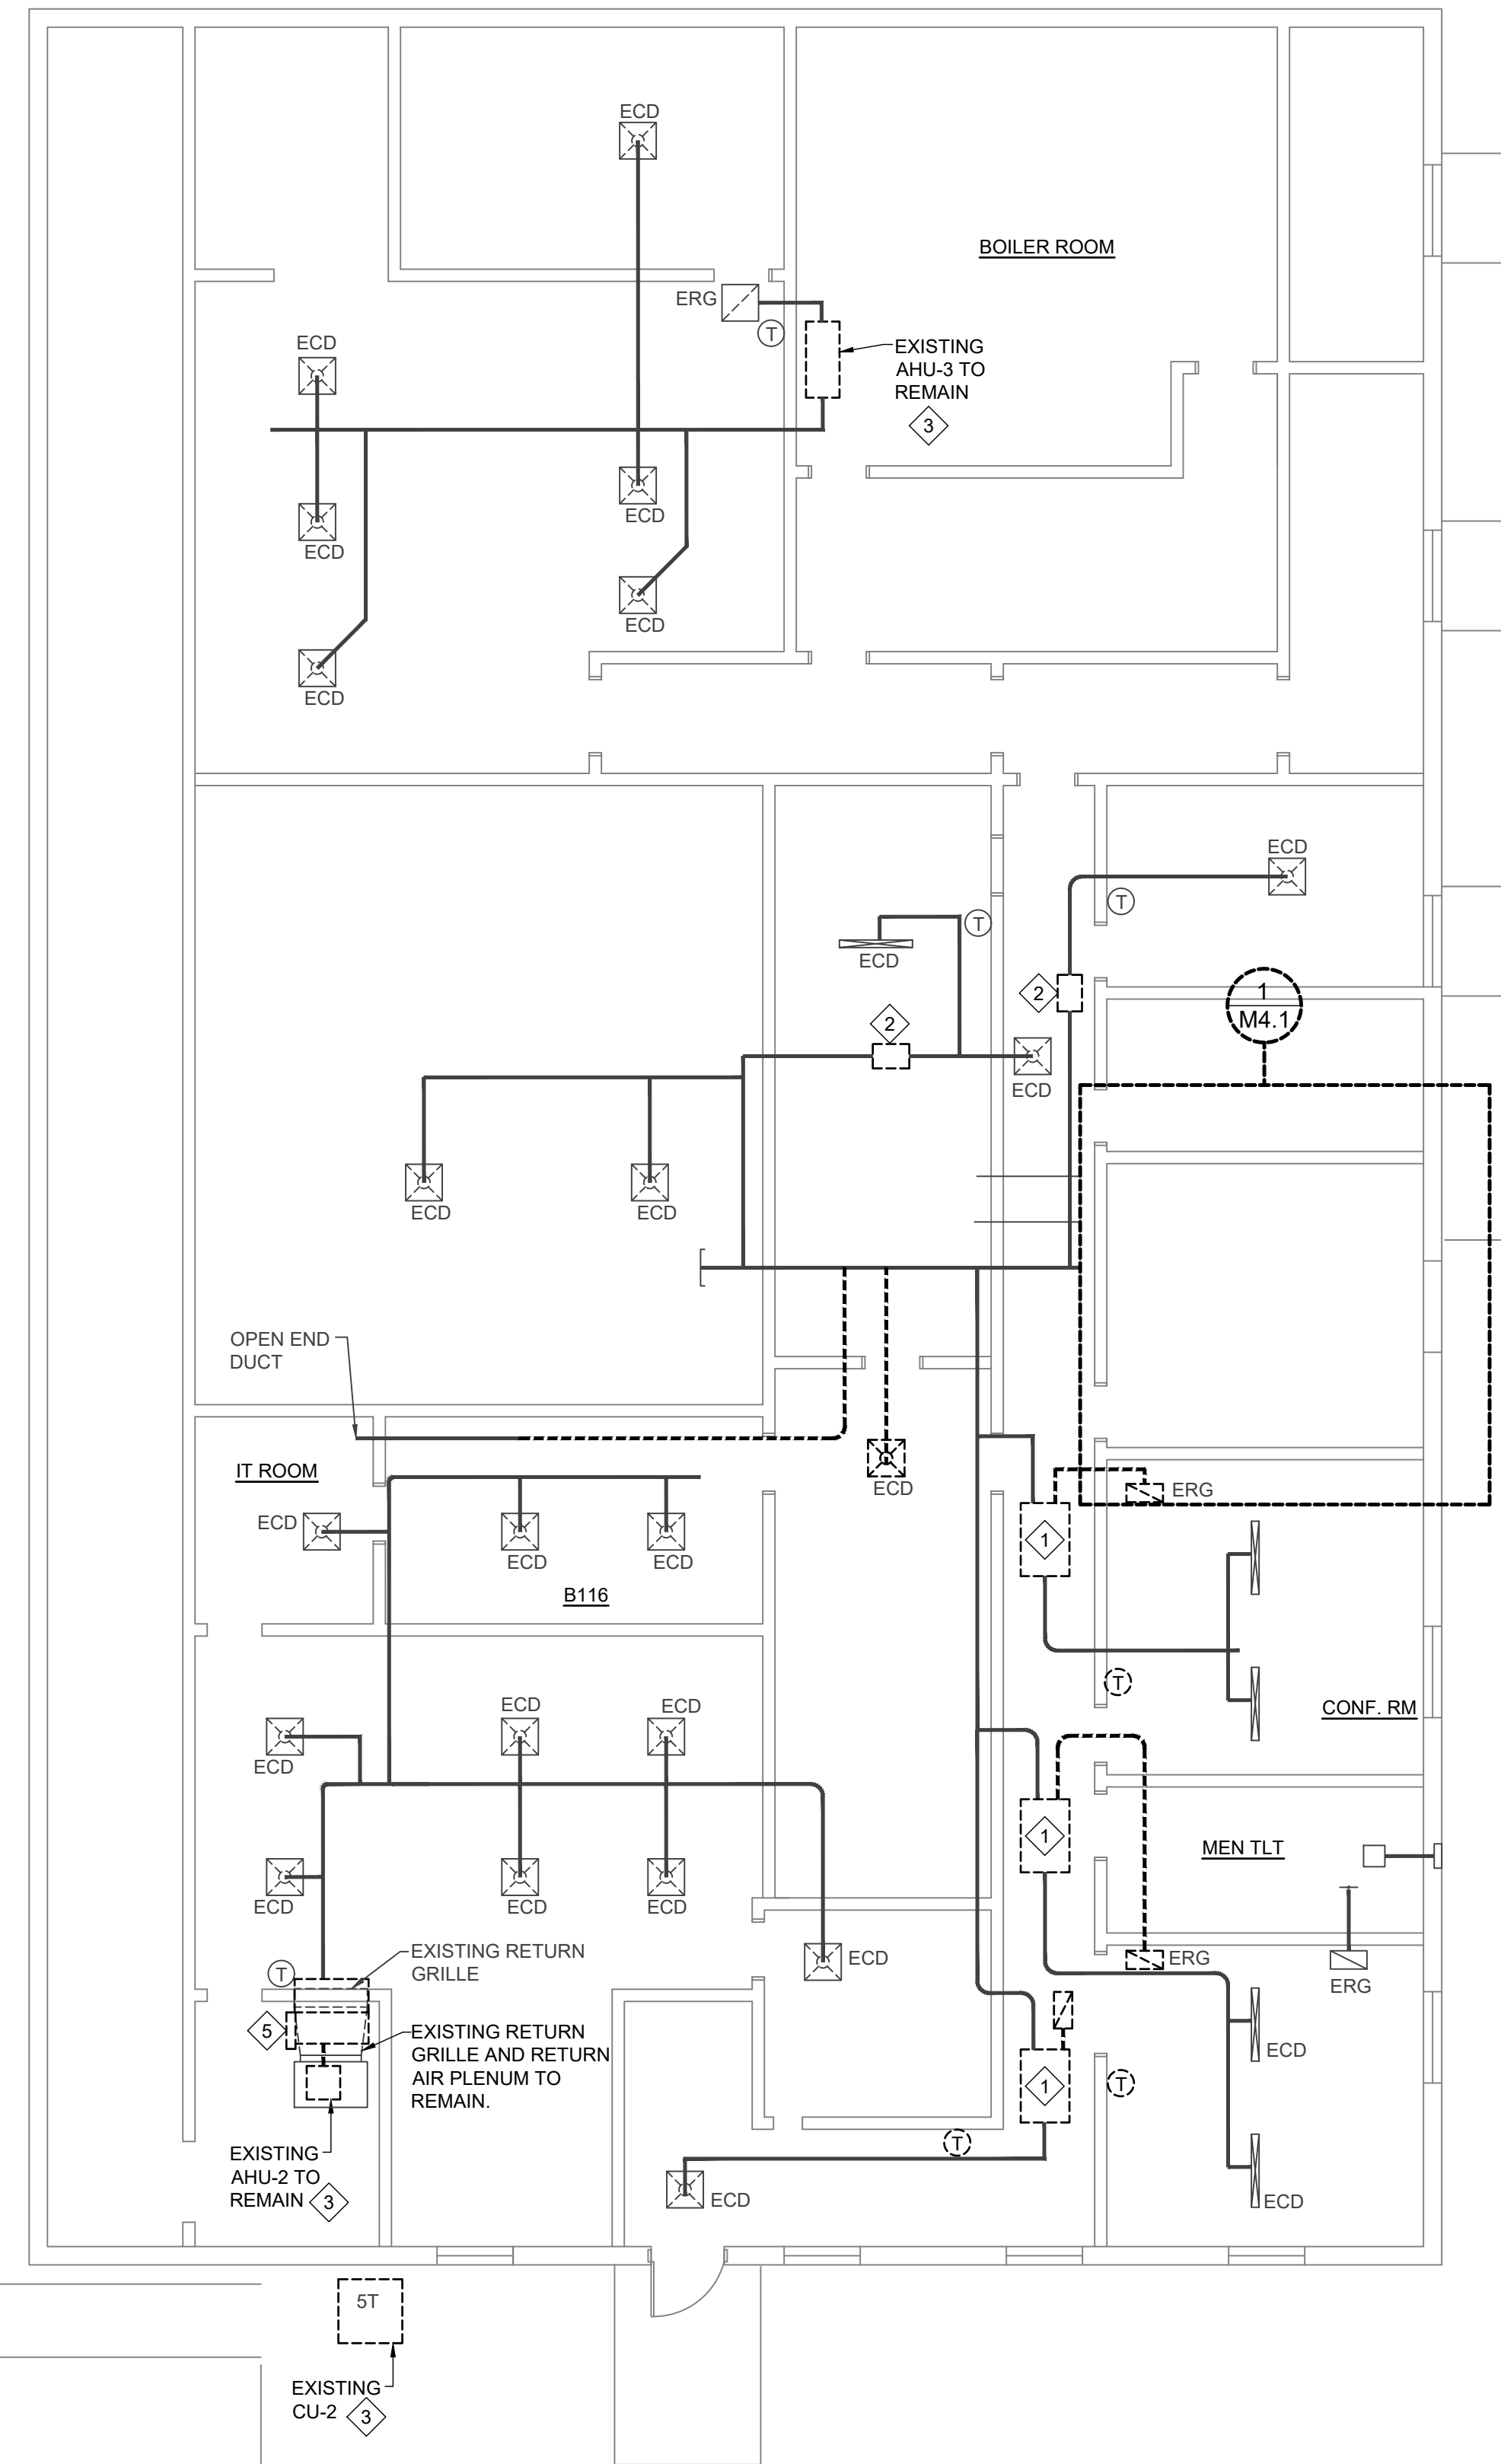 ECD
BOILER ROOM
ERG
T
ECD
EXISTING
AHU-3 TO
REMAIN
3
ECD
ECD
ECD
ECD
ECD
T
T
ECD
2
2
1
M4.1
ECD
ECD
ECD
OPEN END
DUCT
IT ROOM
ECD
ERG
ECD
1
ECD
ECD
B116
T
ECD
ECD
CONF. RM
ECD
1
MEN TLT
ECD
ECD
ECD
EXISTING RETURN
GRILLE
ECD
ERG
T
ERG
5
EXISTING RETURN
GRILLE AND RETURN
AIR PLENUM TO
REMAIN.
ECD
1
T
T
EXISTING
AHU-2 TO
REMAIN
3
ECD
ECD
5T
EXISTING
CU-2
3